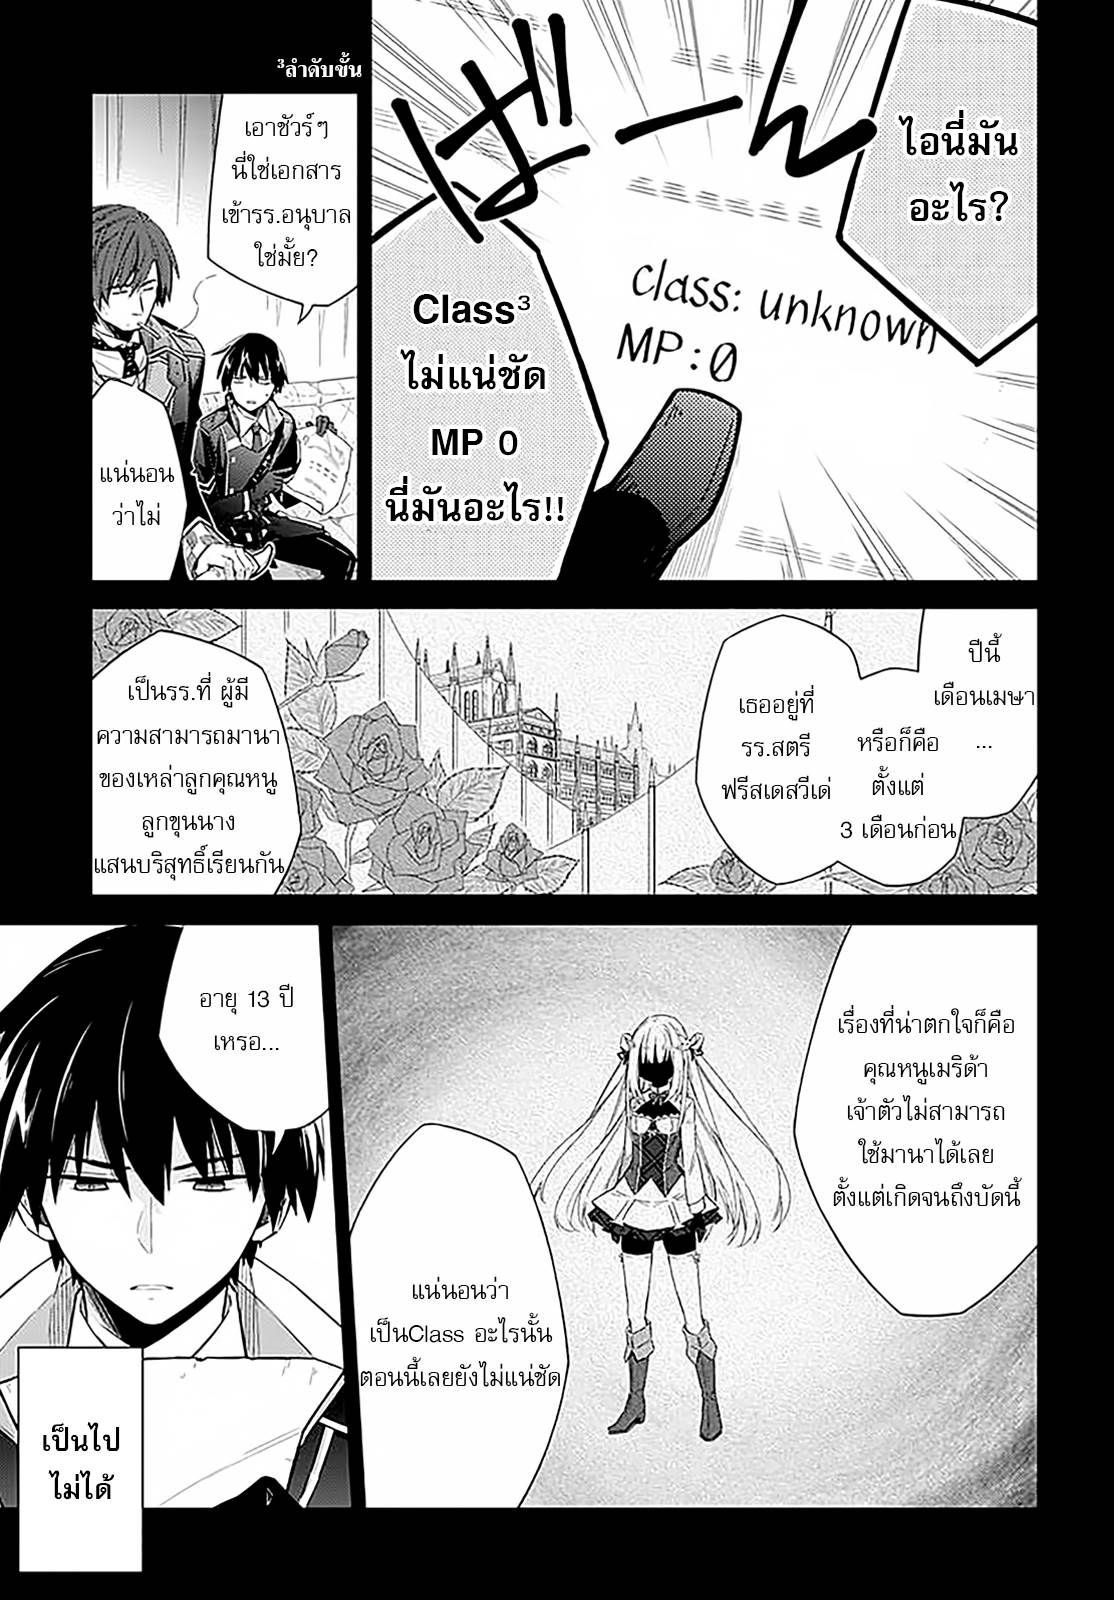 ไอนี่มัน
อะไร?
ばーん
class: unknown
MP : 0
Class³
ไม่แน่ชัด
MP 0
นี่มันอะไร!!
³ลำดับขั้น
เอาชัวร์ๆ
นี่ใช่เอกสาร
เข้ารร.อนุบาล
ใช่มั้ย?
แน่นอน
ว่าไม่
ปีนี้
เดือนเมษา
...
หรือก็คือ
ตั้งแต่
3 เดือนก่อน
เธออยู่ที่
รร.สตรี
ฟรีสเดสวีเด่
เป็นรร.ที่ ผู้มี
ความสามารถมานา
ของเหล่าลูกคุณหนู
ลูกขุนนาง
แสนบริสุทธิ์เรียนกัน
เรื่องที่น่าตกใจก็คือ
คุณหนูเมริด้า
เจ้าตัวไม่สามารถ
ใช้มานาได้เลย
ตั้งแต่เกิดจนถึงบัดนี้
แน่นอนว่า
เป็นClass อะไรนั้น
ตอนนี้เลยยังไม่แน่ชัด
อายุ 13 ปี
เหรอ...
เป็นไป
ไม่ได้